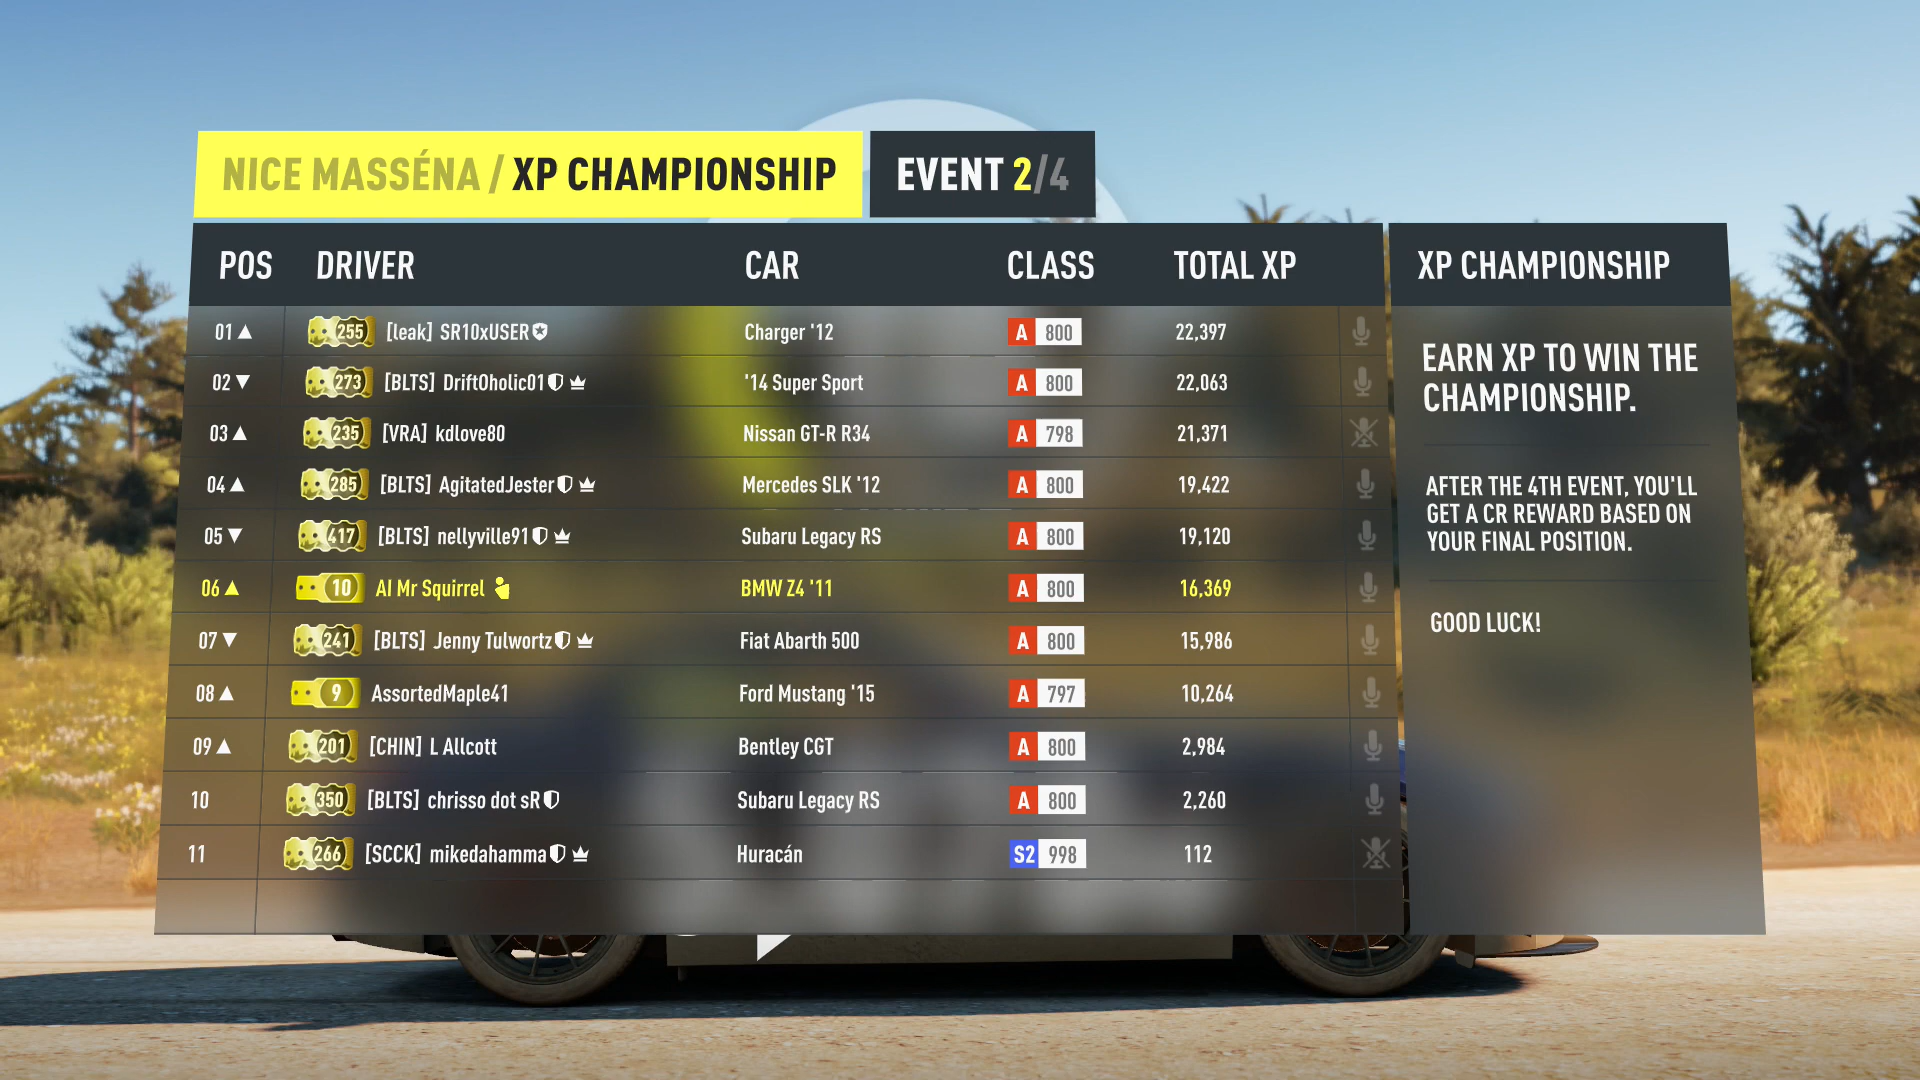 NICE MASSÉNA / XP CHAMPIONSHIP EVENT 2/4
POS DRIVER CAR CLASS TOTAL XP
01 ▲ 255 [leak] SR10xUSER Charger '12 A 800 22,397
02 ▼ 273 [BLTS] DriftOholic01 '14 Super Sport A 800 22,063
03 ▲ 235 [VRA] kdlove80 Nissan GT-R R34 A 798 21,371
04 ▲ 285 [BLTS] AgitatedJester Mercedes SLK '12 A 800 19,422
05 ▼ 417 [BLTS] nellyville91 Subaru Legacy RS A 800 19,120
06 ▲ 10 AI Mr Squirrel BMW Z4 '11 A 800 16,369
07 ▼ 241 [BLTS] Jenny Tulwortz Fiat Abarth 500 A 800 15,986
08 ▲ 9 AssortedMaple41 Ford Mustang '15 A 797 10,264
09 ▲ 201 [CHIN] L Allcott Bentley CGT A 800 2,984
10 350 [BLTS] chrisso dot sR Subaru Legacy RS A 800 2,260
11 266 [SCCK] mikedahamma Huracán S2 998 112
XP CHAMPIONSHIP
EARN XP TO WIN THE
CHAMPIONSHIP.
AFTER THE 4TH EVENT, YOU'LL
GET A CR REWARD BASED ON
YOUR FINAL POSITION.
GOOD LUCK!